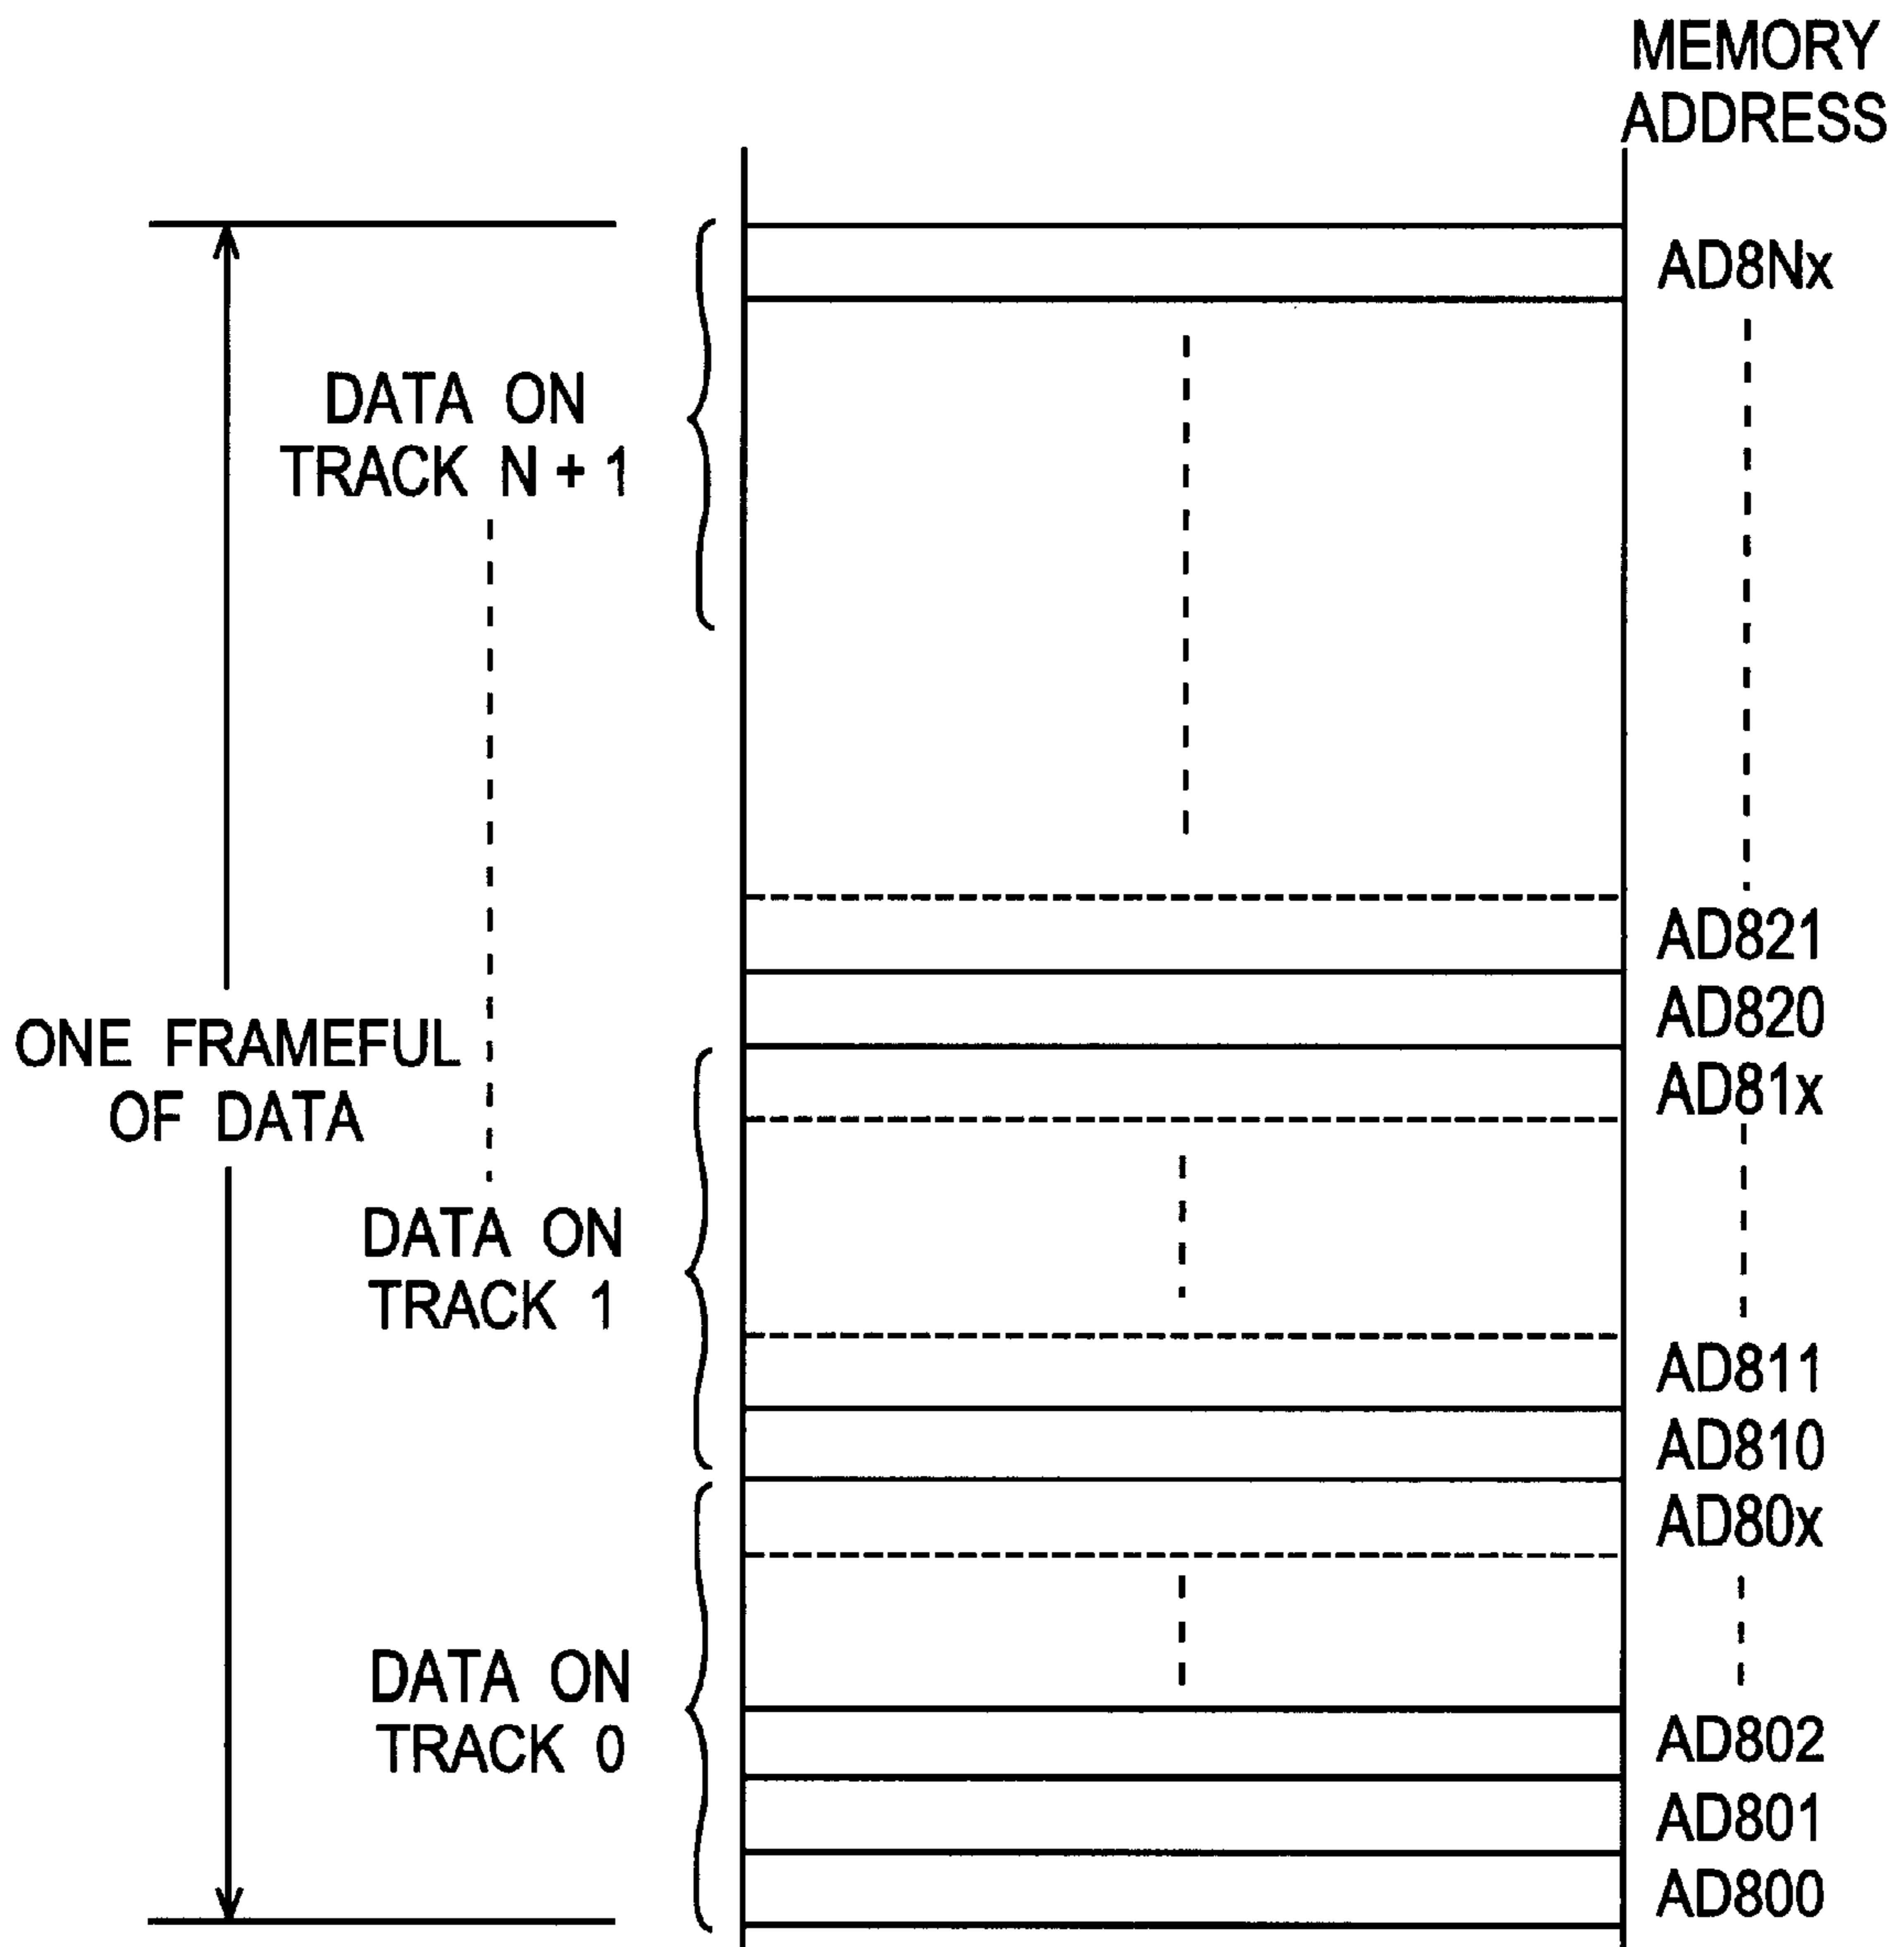 MEMORY
ADDRESS
AD8Nx
DATA ON
TRACK N + 1
AD821
AD820
ONE FRAMEFUL
OF DATA
AD81x
DATA ON
TRACK 1
AD811
AD810
AD80x
DATA ON
TRACK 0
AD802
AD801
AD800